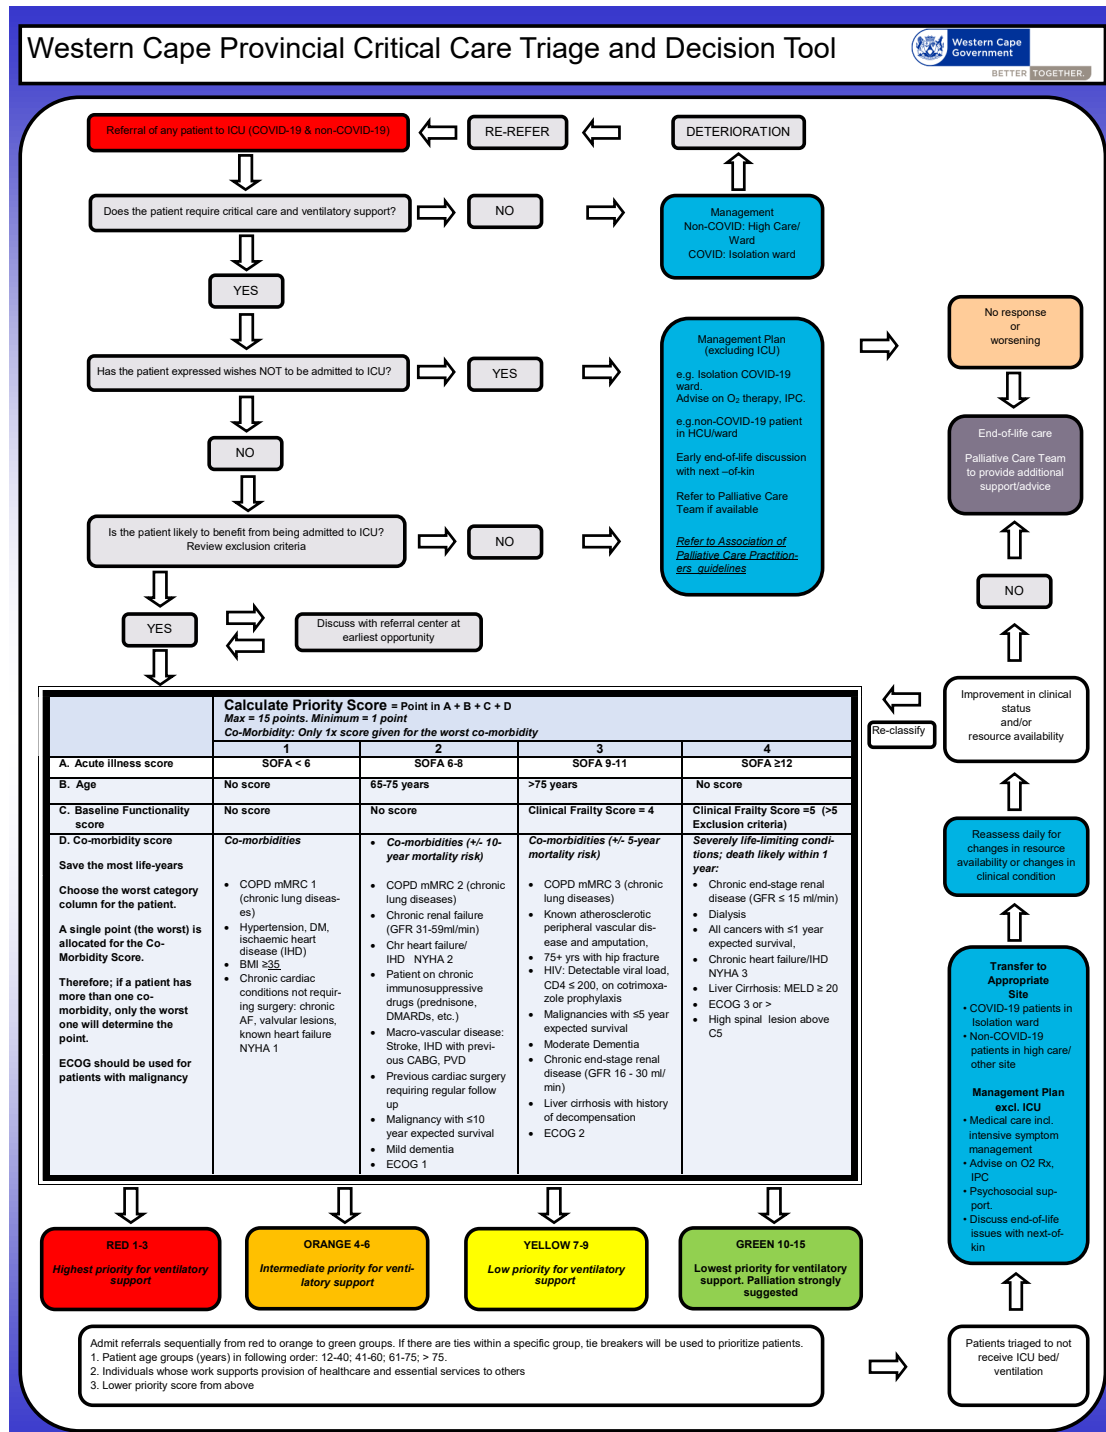 Western Cape Provincial Critical Care Triage and Decision Tool
Western Cape
Government
BETTER TOGETHER.
Referral of any patient to ICU (COVID-19 & non-COVID-19)
RE-REFER
DETERIORATION
Does the patient require critical care and ventilatory support?
NO
Management
Non-COVID: High Care/
Ward
COVID: Isolation ward
YES
Has the patient expressed wishes NOT to be admitted to ICU?
YES
Management Plan
(excluding ICU)
e.g. Isolation COVID-19
ward.
Advise on O₂ therapy, IPC.
e.g.non-COVID-19 patient
in HCU/ward
Early end-of-life discussion
with next –of-kin
Refer to Palliative Care
Team if available
Refer to Association of
Palliative Care Practition-
ers guidelines
No response
or
worsening
End-of-life care
Palliative Care Team
to provide additional
support/advice
NO
NO
Is the patient likely to benefit from being admitted to ICU?
Review exclusion criteria
NO
YES
Discuss with referral center at
earliest opportunity
Improvement in clinical
status
and/or
resource availability
Re-classify
Calculate Priority Score = Point in A + B + C + D
Max = 15 points. Minimum = 1 point
Co-Morbidity: Only 1x score given for the worst co-morbidity
1
2
3
4
A. Acute illness score
SOFA < 6
SOFA 6-8
SOFA 9-11
SOFA ≥12
B. Age
No score
65-75 years
>75 years
No score
C. Baseline Functionality
score
No score
No score
Clinical Frailty Score = 4
Clinical Frailty Score =5 (>5
Exclusion criteria)
D. Co-morbidity score
Save the most life-years
Choose the worst category
column for the patient.
A single point (the worst) is
allocated for the Co-
Morbidity Score.
Therefore; if a patient has
more than one co-
morbidity, only the worst
one will determine the
point.
ECOG should be used for
patients with malignancy
Co-morbidities
• COPD mMRC 1
(chronic lung diseas-
es)
• Hypertension, DM,
ischaemic heart
disease (IHD)
• BMI ≥35
• Chronic cardiac
conditions not requir-
ing surgery: chronic
AF, valvular lesions,
known heart failure
NYHA 1
• Co-morbidities (+/- 10-
year mortality risk)
• COPD mMRC 2 (chronic
lung diseases)
• Chronic renal failure
(GFR 31-59ml/min)
• Chr heart failure/
IHD NYHA 2
• Patient on chronic
immunosuppressive
drugs (prednisone,
DMARDs, etc.)
• Macro-vascular disease:
Stroke, IHD with previ-
ous CABG, PVD
• Previous cardiac surgery
requiring regular follow
up
• Malignancy with ≤10
year expected survival
• Mild dementia
• ECOG 1
Co-morbidities (+/- 5-year
mortality risk)
• COPD mMRC 3 (chronic
lung diseases)
• Known atherosclerotic
peripheral vascular dis-
ease and amputation,
• 75+ yrs with hip fracture
• HIV: Detectable viral load,
CD4 ≤ 200, on cotrimoxa-
zole prophylaxis
• Malignancies with ≤5 year
expected survival
• Moderate Dementia
• Chronic end-stage renal
disease (GFR 16 - 30 ml/
min)
• Liver cirrhosis with history
of decompensation
• ECOG 2
Severely life-limiting condi-
tions; death likely within 1
year:
• Chronic end-stage renal
disease (GFR ≤ 15 ml/min)
• Dialysis
• All cancers with ≤1 year
expected survival,
• Chronic heart failure/IHD
NYHA 3
• Liver Cirrhosis: MELD ≥ 20
• ECOG 3 or >
• High spinal lesion above
C5
Reassess daily for
changes in resource
availability or changes in
clinical condition
Transfer to
Appropriate
Site
• COVID-19 patients in
Isolation ward
• Non-COVID-19
patients in high care/
other site
Management Plan
excl. ICU
• Medical care incl.
intensive symptom
management
• Advise on O2 Rx,
IPC
• Psychosocial sup-
port.
• Discuss end-of-life
issues with next-of-
kin
RED 1-3
Highest priority for ventilatory
support
ORANGE 4-6
Intermediate priority for venti-
latory support
YELLOW 7-9
Low priority for ventilatory
support
GREEN 10-15
Lowest priority for ventilatory
support. Palliation strongly
suggested
Admit referrals sequentially from red to orange to green groups. If there are ties within a specific group, tie breakers will be used to prioritize patients.
1. Patient age groups (years) in following order: 12-40; 41-60; 61-75; > 75.
2. Individuals whose work supports provision of healthcare and essential services to others
3. Lower priority score from above
Patients triaged to not
receive ICU bed/
ventilation